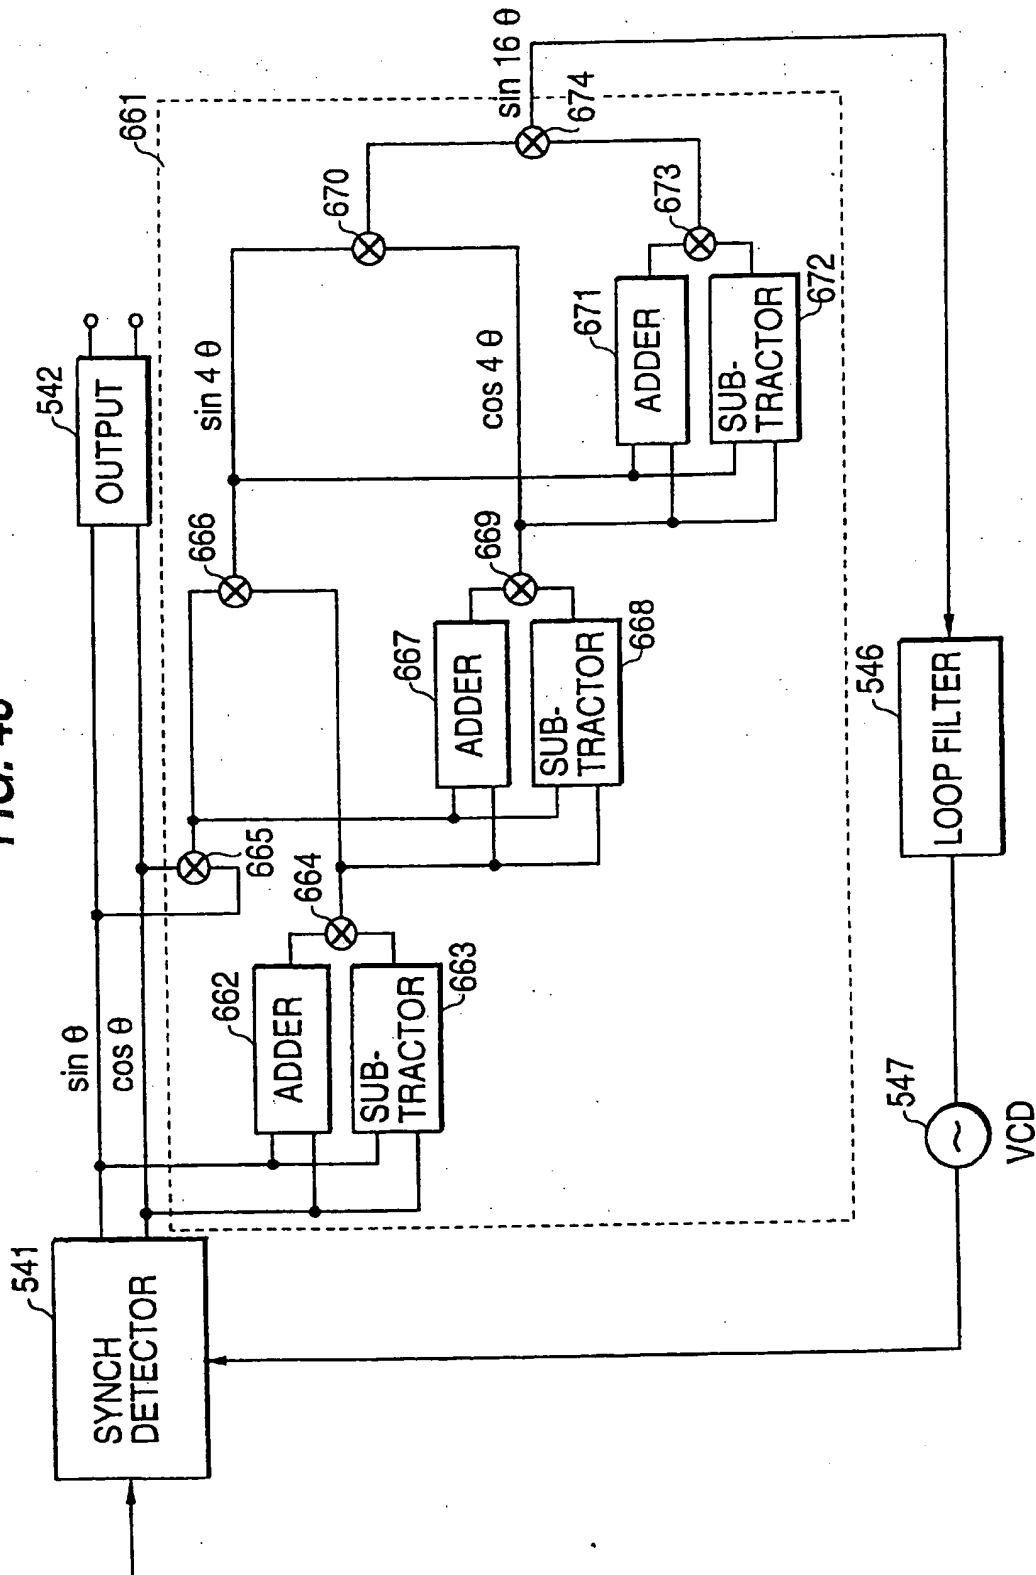 FIG. 48
541
SYNCH
DETECTOR
sin θ
cos θ
542
OUTPUT
661
662
ADDER
663
SUB-
TRACTOR
664
665
666
667
ADDER
668
SUB-
TRACTOR
669
sin 4 θ
cos 4 θ
670
671
ADDER
672
SUB-
TRACTOR
673
674
sin 16 θ
546
LOOP FILTER
547
~
VCD